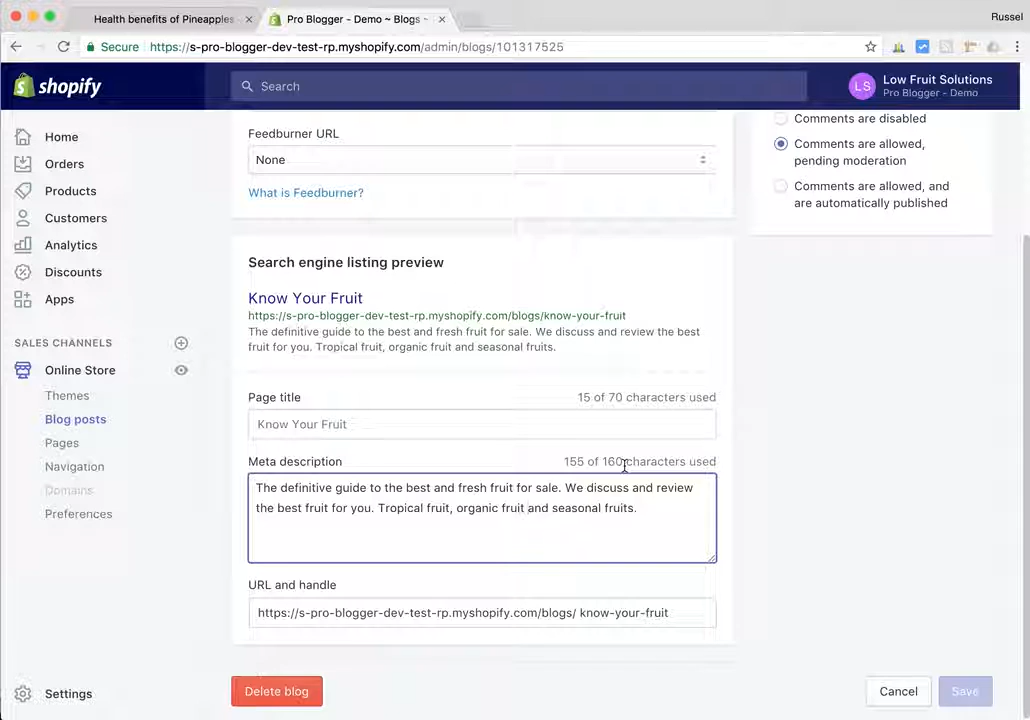 Health benefits of Pineapples
Pro Blogger - Demo ~ Blogs ~
Russel
Secure
https://s-pro-blogger-dev-test-rp.myshopify.com/admin/blogs/101317525
shopify
Search
LS
Low Fruit Solutions
Pro Blogger - Demo
Home
Orders
Products
Customers
Analytics
Discounts
Apps
SALES CHANNELS
Online Store
Themes
Blog posts
Pages
Navigation
Domains
Preferences
Settings
Feedburner URL
None
What is Feedburner?
Search engine listing preview
Know Your Fruit
https://s-pro-blogger-dev-test-rp.myshopify.com/blogs/know-your-fruit
The definitive guide to the best and fresh fruit for sale. We discuss and review the best
fruit for you. Tropical fruit, organic fruit and seasonal fruits.
Page title
15 of 70 characters used
Know Your Fruit
Meta description
155 of 160 characters used
The definitive guide to the best and fresh fruit for sale. We discuss and review
the best fruit for you. Tropical fruit, organic fruit and seasonal fruits.
URL and handle
https://s-pro-blogger-dev-test-rp.myshopify.com/blogs/ know-your-fruit
Delete blog
Cancel
Save
Comments are disabled
Comments are allowed,
pending moderation
Comments are allowed, and
are automatically published